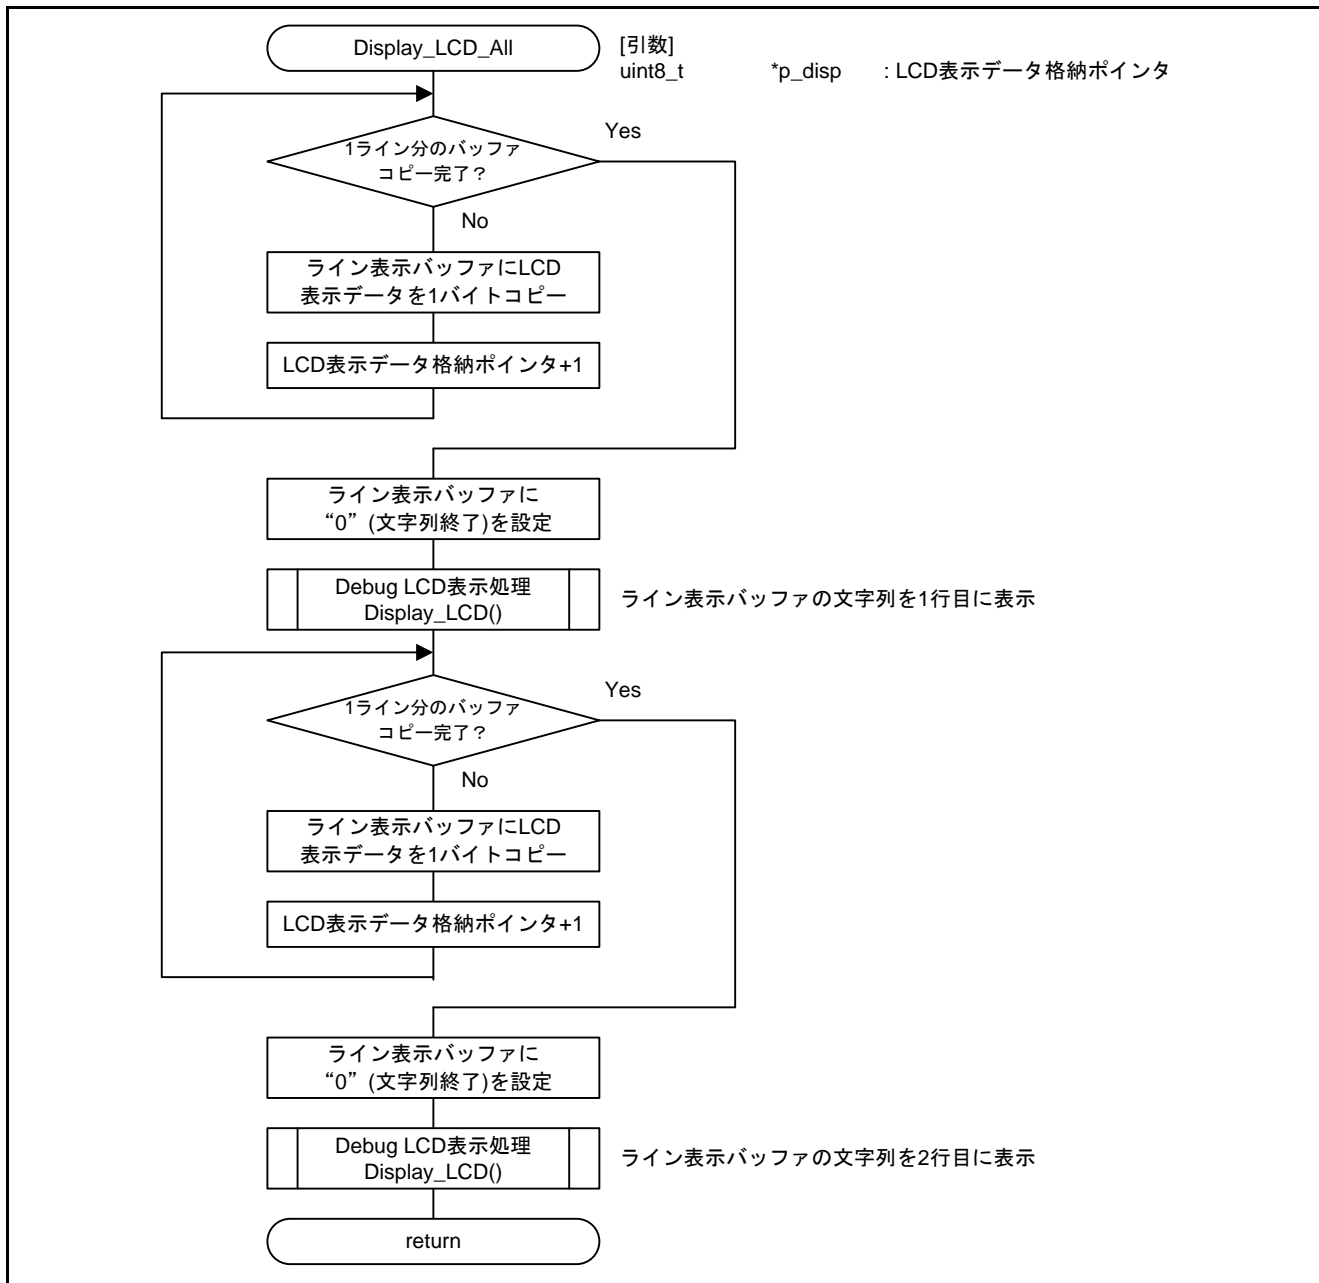 Display_LCD_All
[引数]
uint8_t *p_disp : LCD表示データ格納ポインタ
Yes
1ライン分のバッファ
コピー完了？
No
ライン表示バッファにLCD
表示データを1バイトコピー
LCD表示データ格納ポインタ+1
ライン表示バッファに
“0” (文字列終了)を設定
Debug LCD表示処理
Display_LCD()
ライン表示バッファの文字列を1行目に表示
Yes
1ライン分のバッファ
コピー完了？
No
ライン表示バッファにLCD
表示データを1バイトコピー
LCD表示データ格納ポインタ+1
ライン表示バッファに
“0” (文字列終了)を設定
Debug LCD表示処理
Display_LCD()
ライン表示バッファの文字列を2行目に表示
return